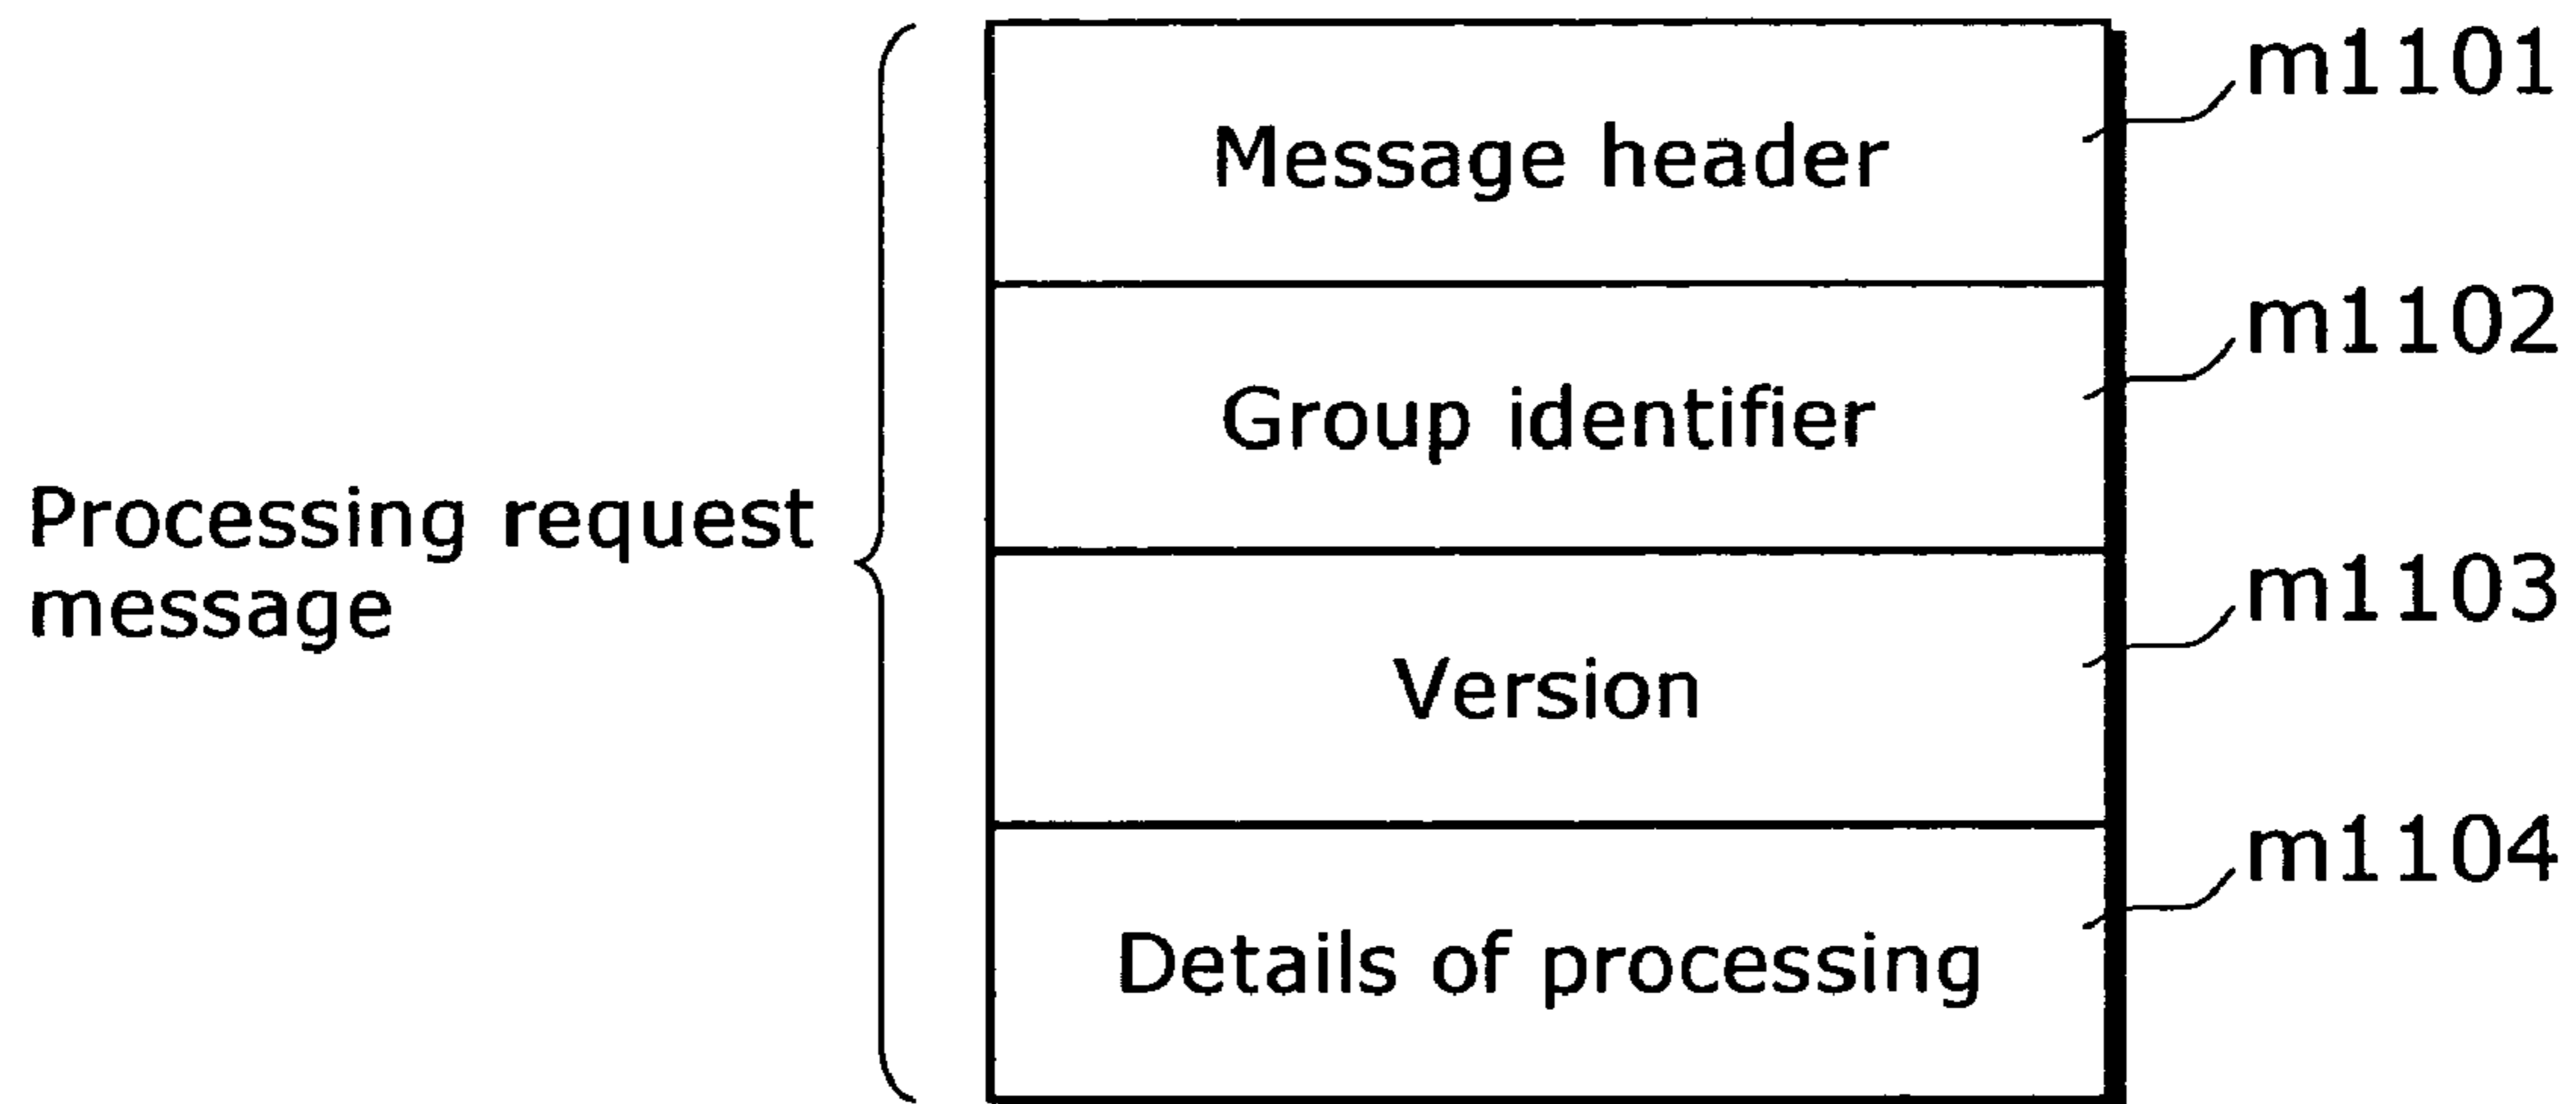 m1101
Message header
m1102
Group identifier
Processing request
message
m1103
Version
m1104
Details of processing